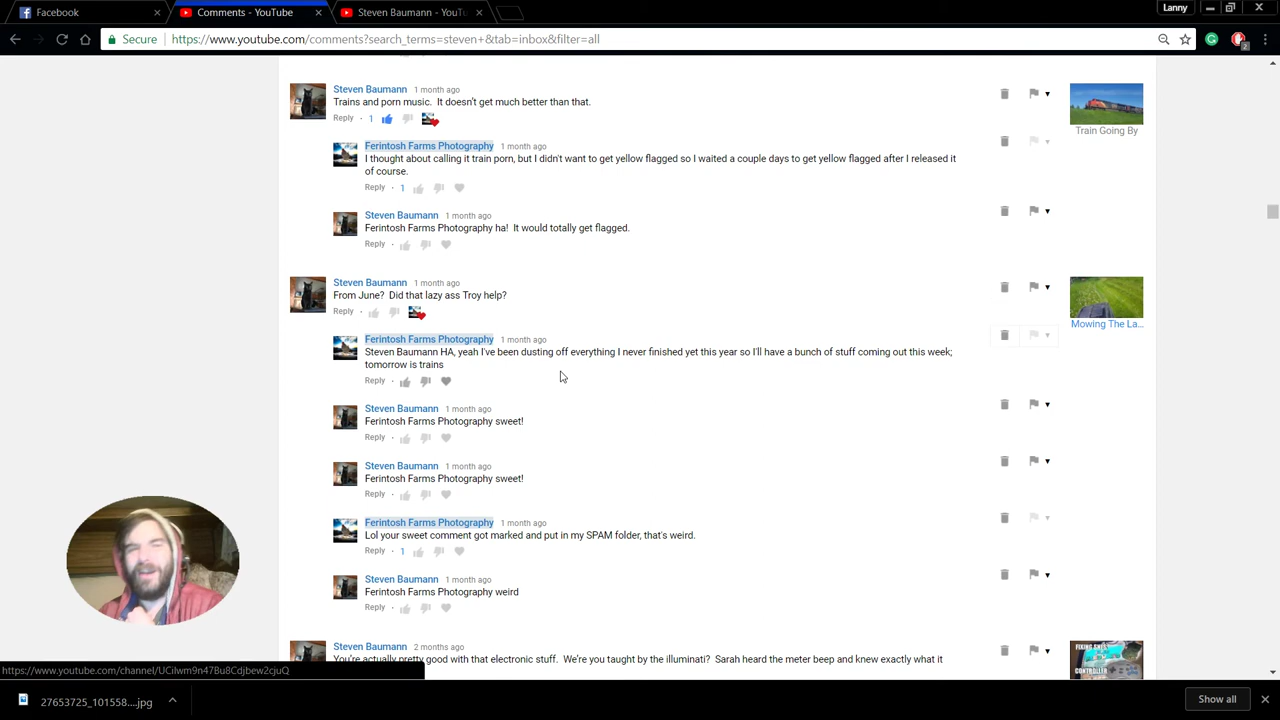 Facebook
Comments - YouTube
Steven Baumann - YouTu
Lanny
Secure
https://www.youtube.com/comments?search_terms=steven+&tab=inbox&filter=all
2
Steven Baumann 1 month ago
Trains and porn music. It doesn't get much better than that.
Reply · 1
Train Going By
Ferintosh Farms Photography 1 month ago
I thought about calling it train porn, but I didn't want to get yellow flagged so I waited a couple days to get yellow flagged after I released it
of course.
Reply · 1
Steven Baumann 1 month ago
Ferintosh Farms Photography ha! It would totally get flagged.
Reply ·
Steven Baumann 1 month ago
From June? Did that lazy ass Troy help?
Reply ·
Mowing The La...
Ferintosh Farms Photography 1 month ago
Steven Baumann HA, yeah I've been dusting off everything I never finished yet this year so I'll have a bunch of stuff coming out this week;
tomorrow is trains
Reply ·
Steven Baumann 1 month ago
Ferintosh Farms Photography sweet!
Reply ·
Steven Baumann 1 month ago
Ferintosh Farms Photography sweet!
Reply ·
Ferintosh Farms Photography 1 month ago
Lol your sweet comment got marked and put in my SPAM folder, that's weird.
Reply · 1
Steven Baumann 1 month ago
Ferintosh Farms Photography weird
Reply ·
Steven Baumann 2 months ago
You're actually pretty good with that electronic stuff. We're you taught by the illuminati? Sarah heard the meter beep and knew exactly what it
FIXING SNES
CONTROLLER
https://www.youtube.com/channel/UCilwm9n47Bu8Cdjbew2cjuQ
27653725_101558....jpg
Show all